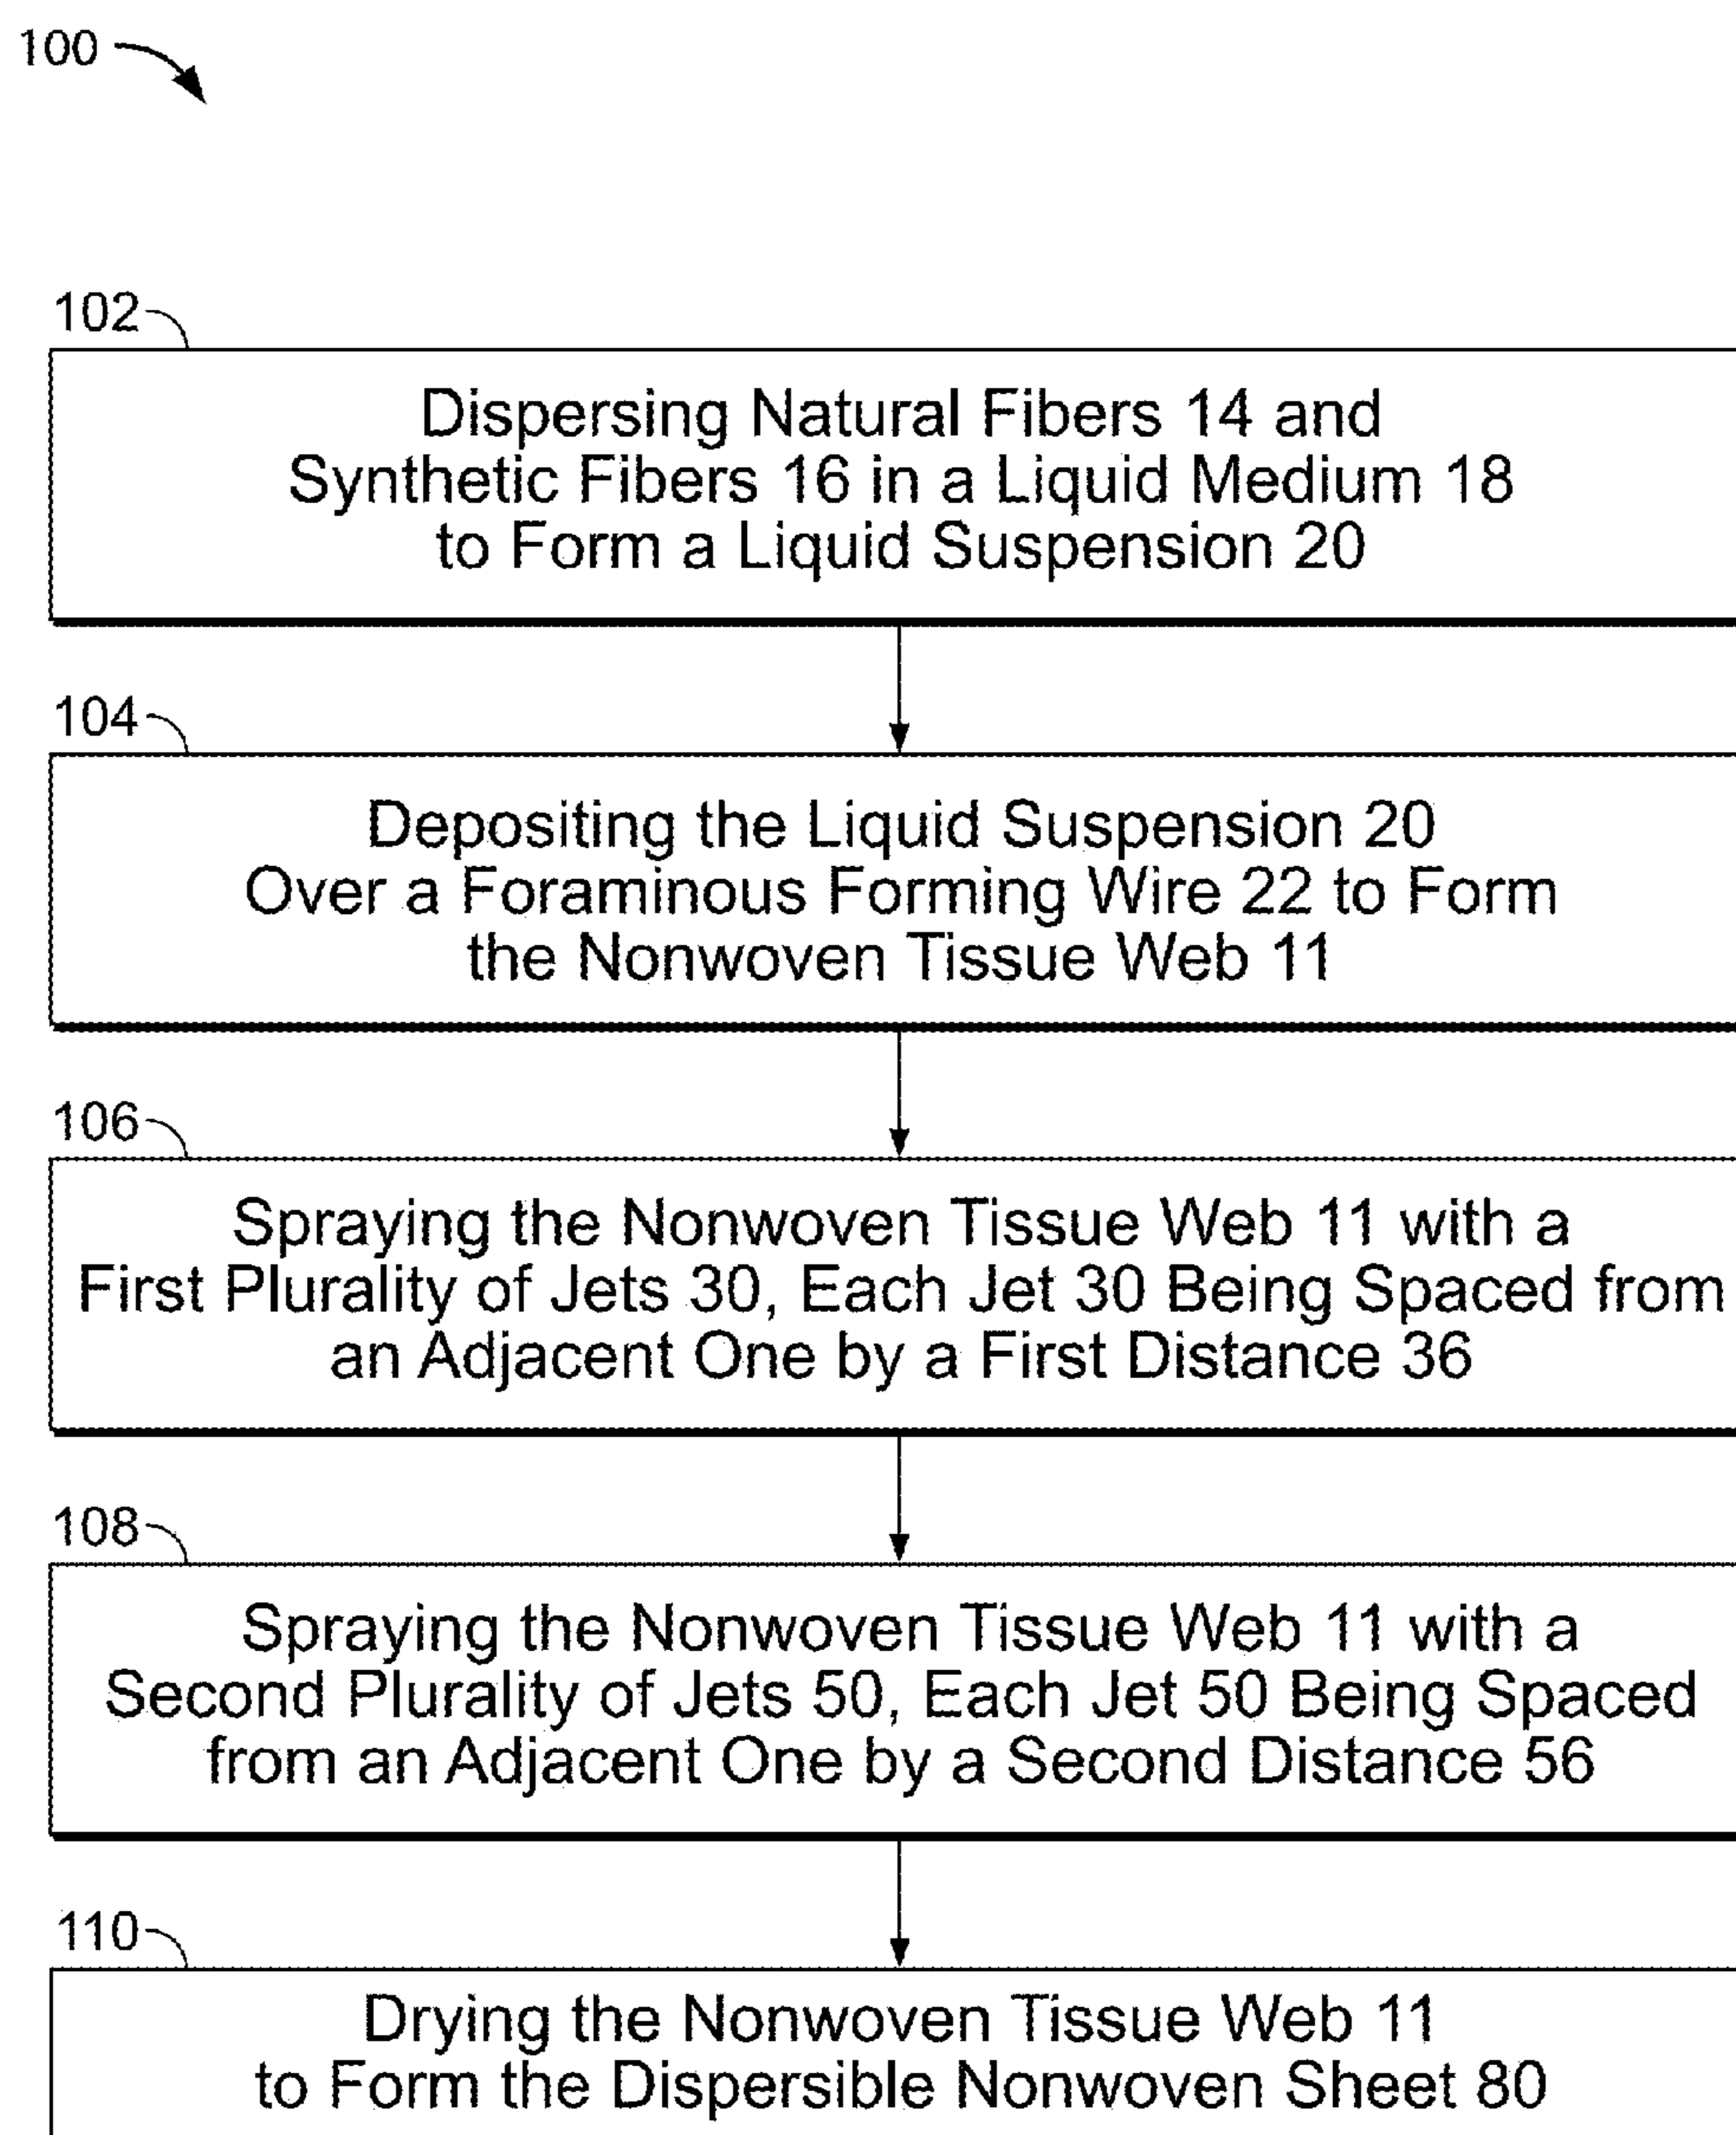 100
102
Dispersing Natural Fibers 14 and
Synthetic Fibers 16 in a Liquid Medium 18
to Form a Liquid Suspension 20
104
Depositing the Liquid Suspension 20
Over a Foraminous Forming Wire 22 to Form
the Nonwoven Tissue Web 11
106
Spraying the Nonwoven Tissue Web 11 with a
First Plurality of Jets 30, Each Jet 30 Being Spaced from
an Adjacent One by a First Distance 36
108
Spraying the Nonwoven Tissue Web 11 with a
Second Plurality of Jets 50, Each Jet 50 Being Spaced
from an Adjacent One by a Second Distance 56
110
Drying the Nonwoven Tissue Web 11
to Form the Dispersible Nonwoven Sheet 80